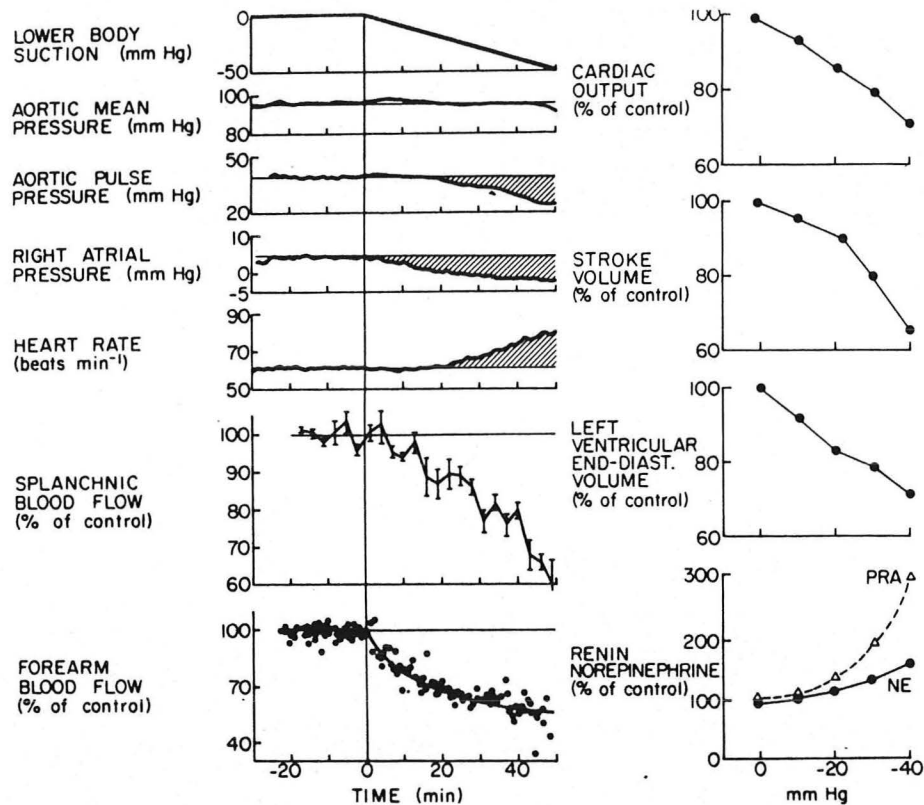 LOWER BODY
SUCTION (mm Hg)
0
-50
AORTIC MEAN
PRESSURE (mm Hg)
100
80
AORTIC PULSE
PRESSURE (mm Hg)
50
20
RIGHT ATRIAL
PRESSURE (mm Hg)
10
0
-5
HEART RATE
(beats min⁻¹)
90
70
50
SPLANCHNIC
BLOOD FLOW
(% of control)
100
90
80
70
60
FOREARM
BLOOD FLOW
(% of control)
100
70
40
-20 0 20 40
TIME (min)
CARDIAC
OUTPUT
(% of control)
100
80
60
STROKE
VOLUME
(% of control)
100
80
60
LEFT
VENTRICULAR
END-DIAST.
VOLUME
(% of control)
100
80
60
RENIN
NOREPINEPHRINE
(% of control)
300
200
100
0
PRA
NE
0 -20 -40
mm Hg